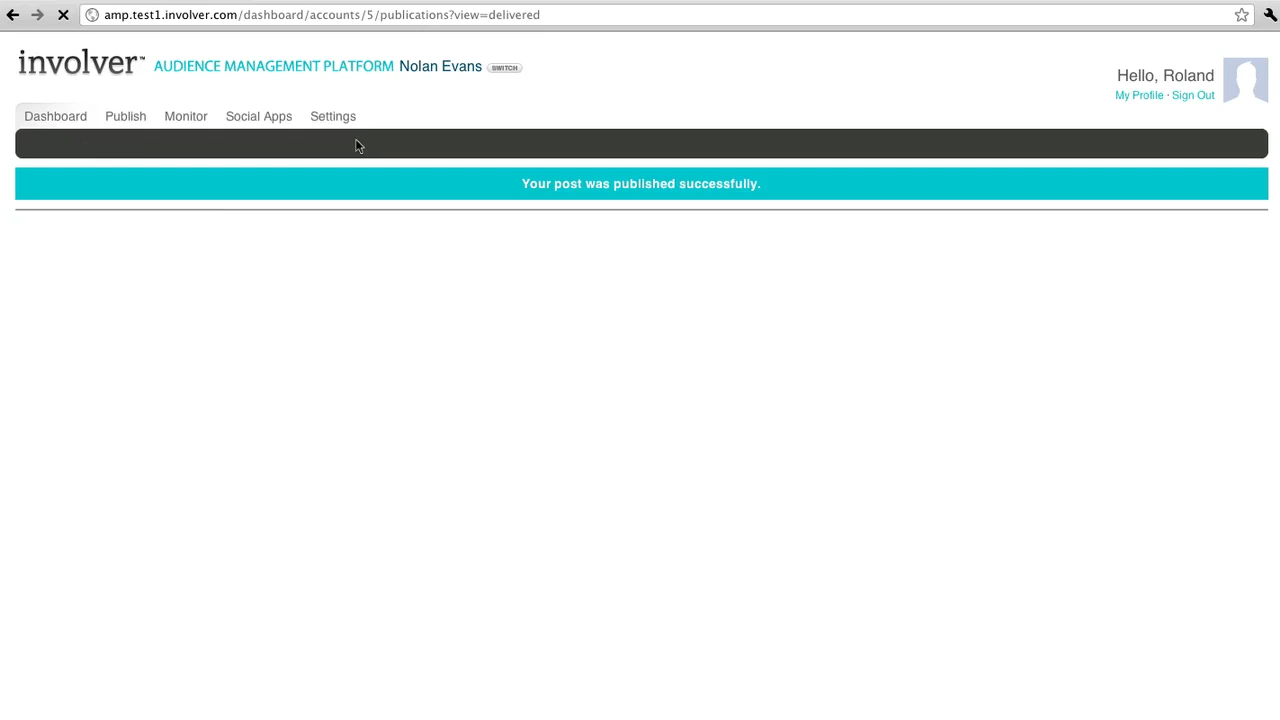 amp.test1.involver.com/dashboard/accounts/5/publications?view=delivered
involver™ AUDIENCE MANAGEMENT PLATFORM Nolan Evans SWITCH
Hello, Roland
My Profile · Sign Out
Dashboard Publish Monitor Social Apps Settings
Your post was published successfully.